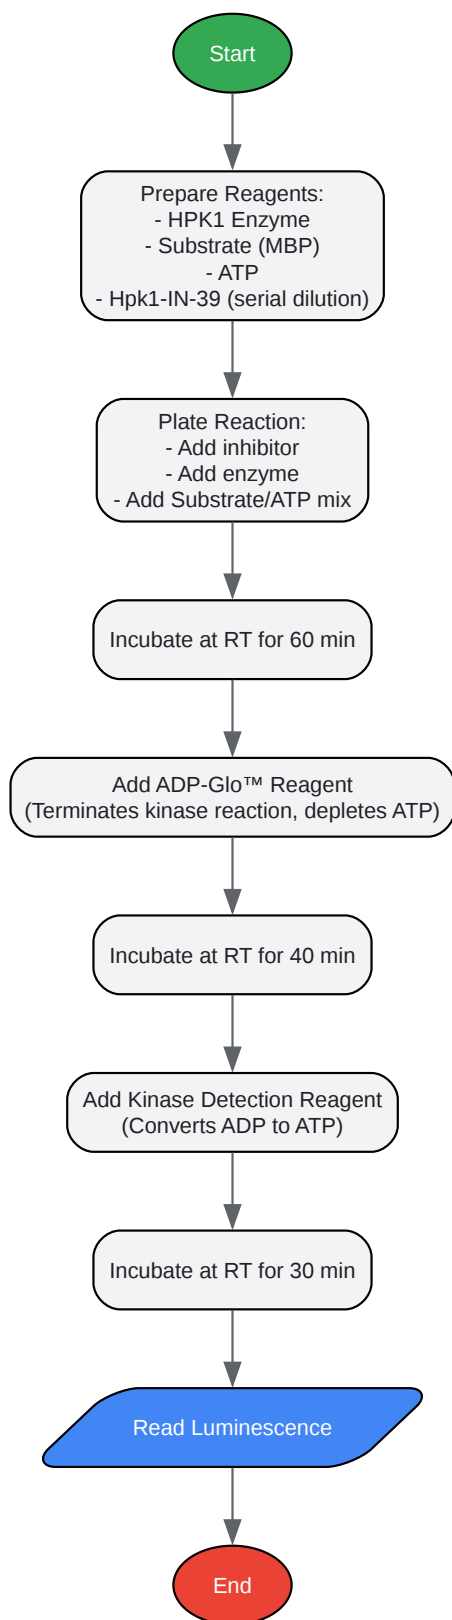 Start
Prepare Reagents:
- HPK1 Enzyme
- Substrate (MBP)
- ATP
- Hpk1-IN-39 (serial dilution)
Plate Reaction:
- Add inhibitor
- Add enzyme
- Add Substrate/ATP mix
Incubate at RT for 60 min
Add ADP-Glo™ Reagent
(Terminates kinase reaction, depletes ATP)
Incubate at RT for 40 min
Add Kinase Detection Reagent
(Converts ADP to ATP)
Incubate at RT for 30 min
Read Luminescence
End